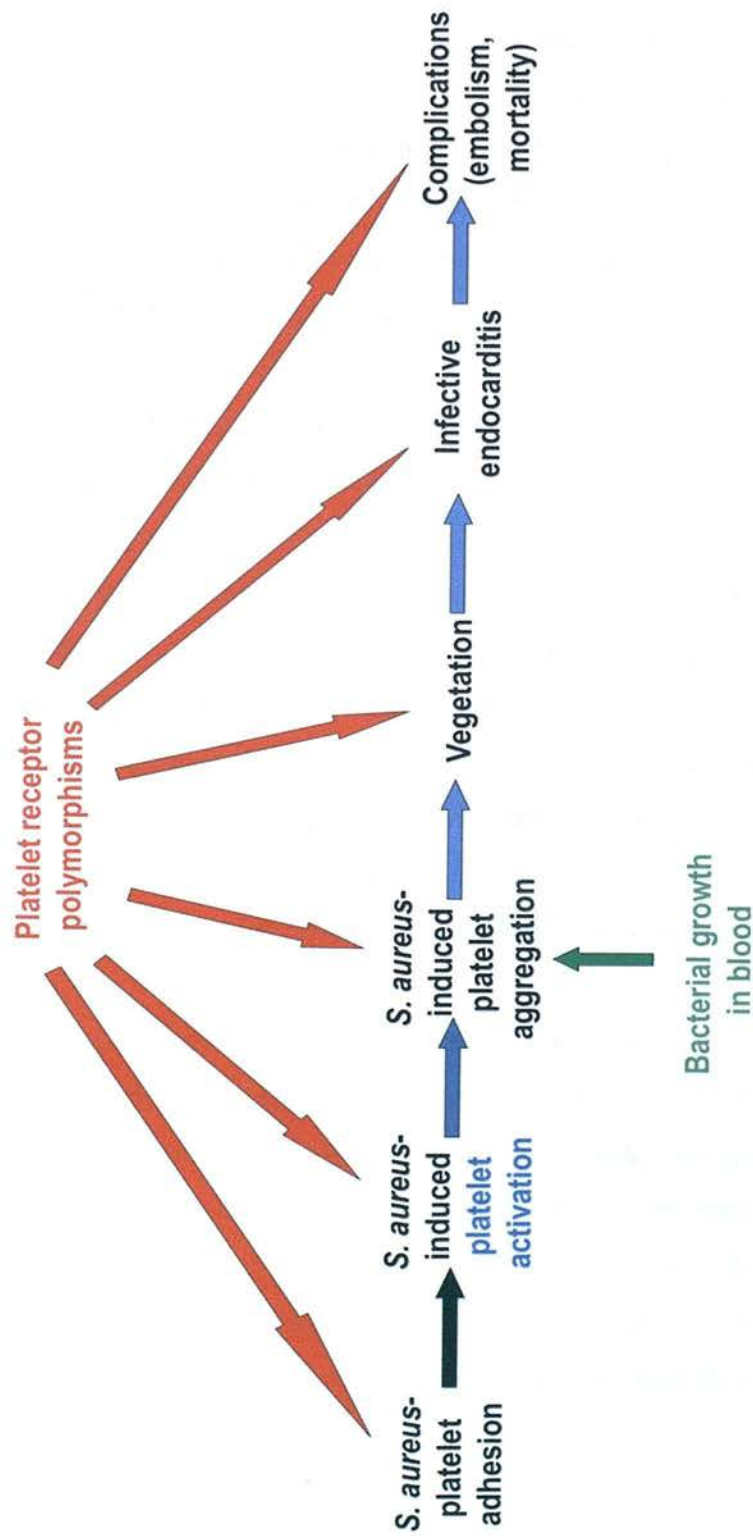 Platelet receptor
polymorphisms
S. aureus-
platelet
adhesion
S. aureus-
induced
platelet
activation
S. aureus-
induced
platelet
aggregation
Vegetation
Infective
endocarditis
Complications
(embolism,
mortality)
Bacterial growth
in blood